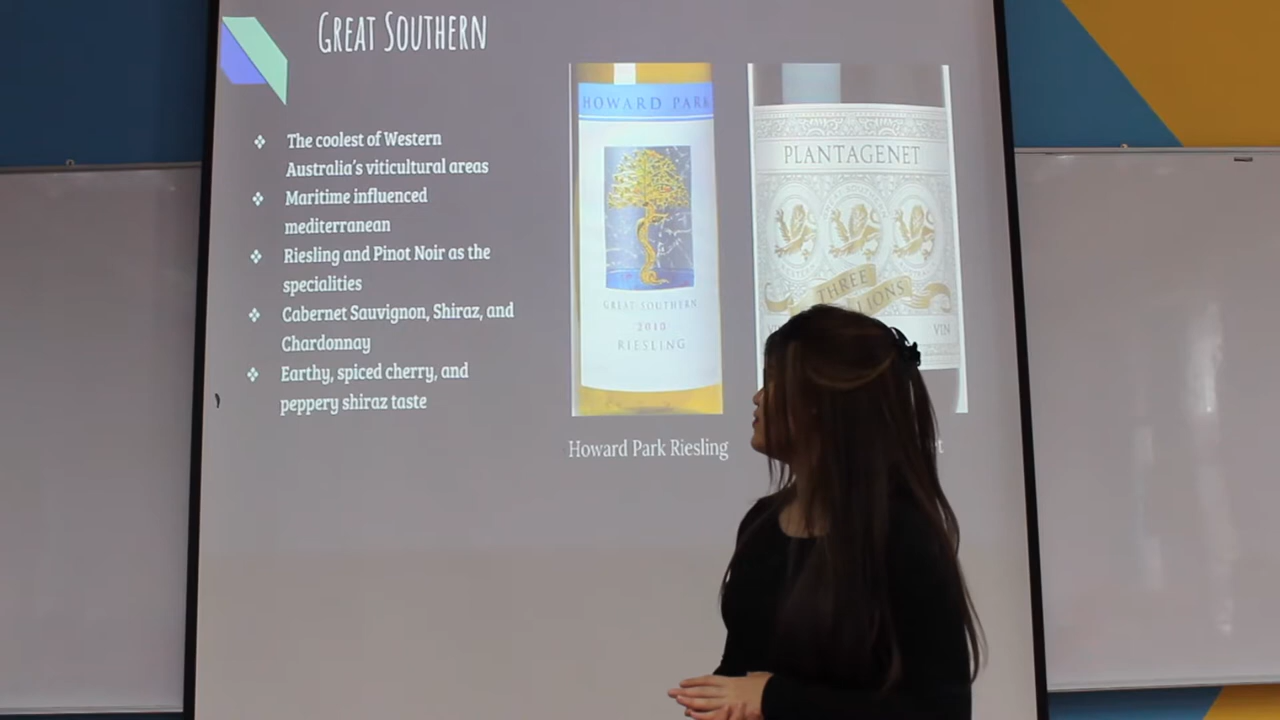 GREAT SOUTHERN
❖ The coolest of Western
Australia's viticultural areas
❖ Maritime influenced
mediterranean
❖ Riesling and Pinot Noir as the
specialities
❖ Cabernet Sauvignon, Shiraz, and
Chardonnay
❖ Earthy, spiced cherry, and
peppery shiraz taste
HOWARD PARK
GREAT SOUTHERN
2010
RIESLING
Howard Park Riesling
PLANTAGENET
THREE
LIONS
VIN